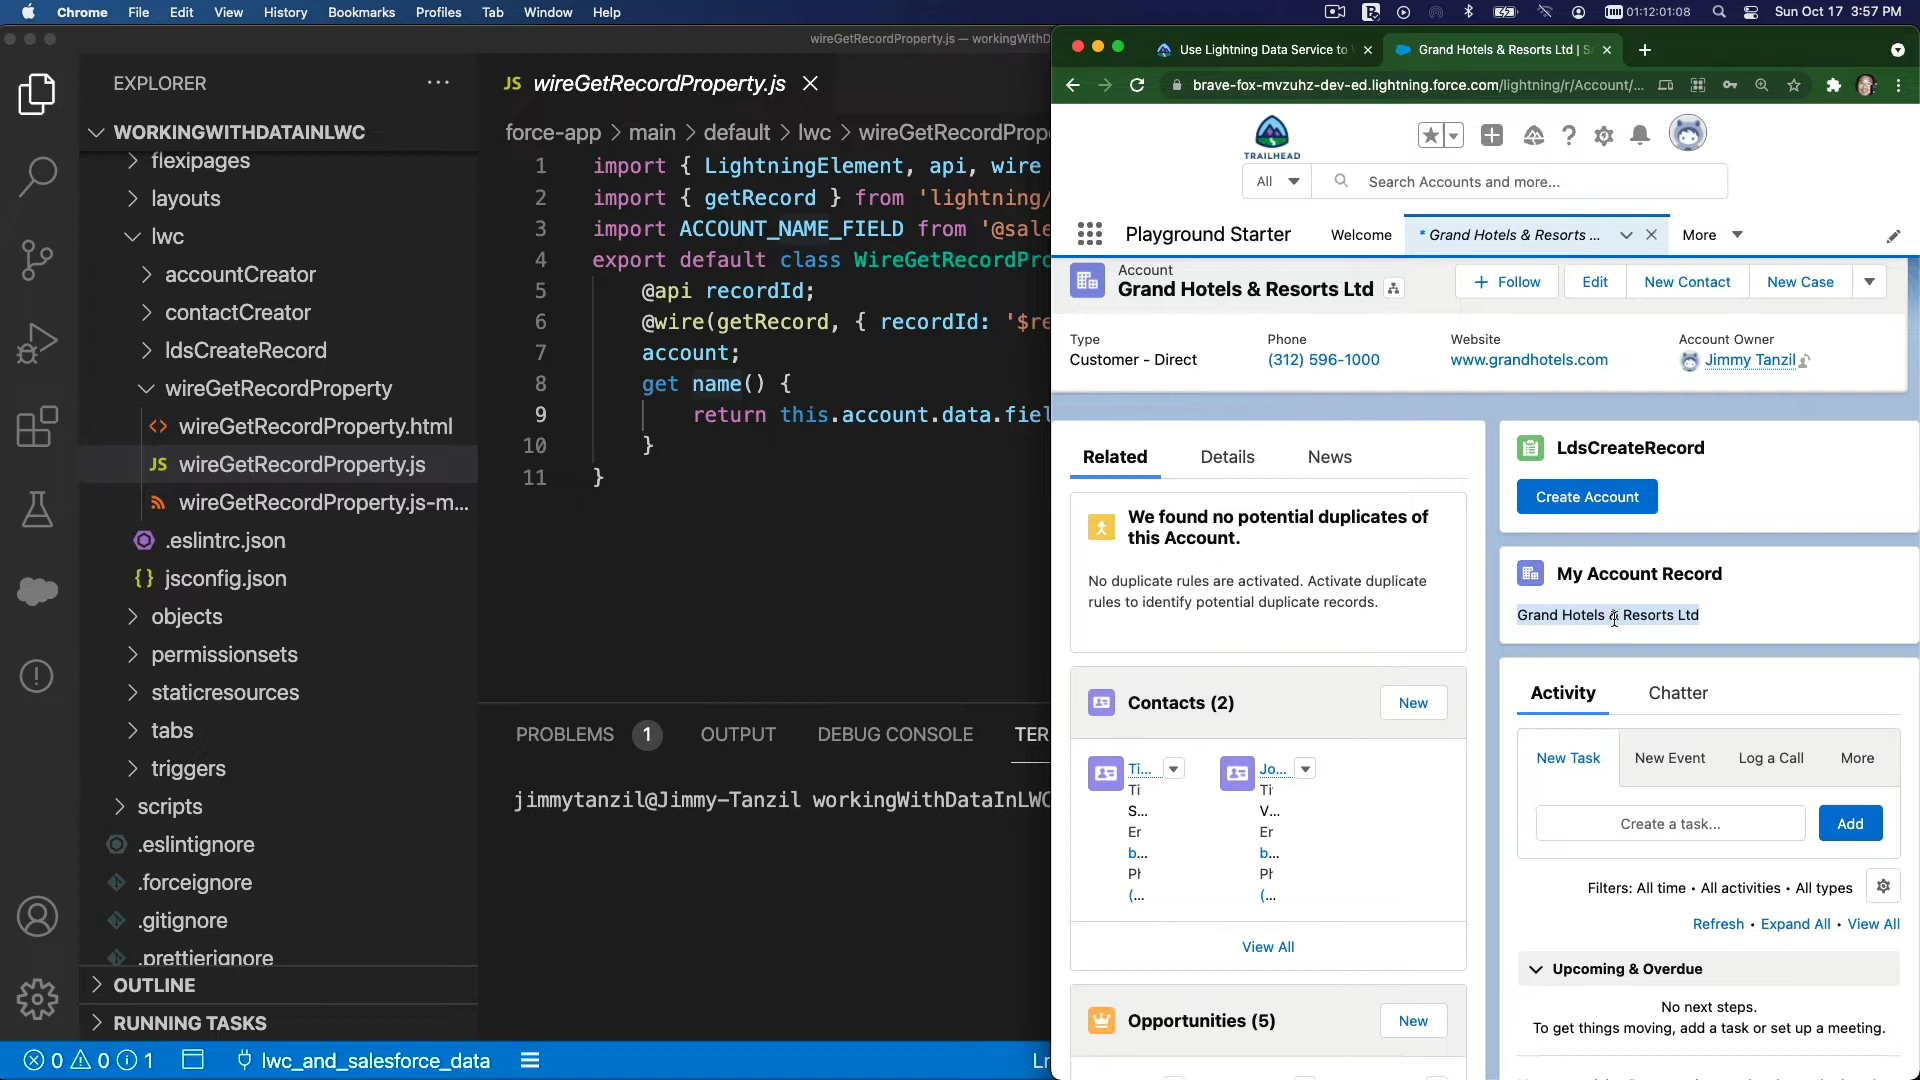 Chrome File Edit View History Bookmarks Profiles Tab Window Help
01:12:01:08 Sun Oct 17 3:57 PM
wireGetRecordProperty.js — workingWithD
EXPLORER
WORKINGWITHDATAINLWC
flexipages
layouts
lwc
accountCreator
contactCreator
ldsCreateRecord
wireGetRecordProperty
<> wireGetRecordProperty.html
JS wireGetRecordProperty.js
wireGetRecordProperty.js-m...
.eslintrc.json
{} jsconfig.json
objects
permissionsets
staticresources
tabs
triggers
scripts
.eslintignore
.forceignore
.gitignore
.prettierignore
OUTLINE
RUNNING TASKS
0 0 1 lwc_and_salesforce_data
JS wireGetRecordProperty.js
force-app > main > default > lwc > wireGetRecordProp
1 import { LightningElement, api, wire
2 import { getRecord } from 'lightning/
3 import ACCOUNT_NAME_FIELD from '@sale
4 export default class WireGetRecordPro
5 @api recordId;
6 @wire(getRecord, { recordId: '$re
7 account;
8 get name() {
9 return this.account.data.fiel
10 }
11 }
PROBLEMS 1 OUTPUT DEBUG CONSOLE TER
jimmytanzil@Jimmy-Tanzil workingWithDataInLWC
Ln
Use Lightning Data Service to
Grand Hotels & Resorts Ltd | S
brave-fox-mvzuhz-dev-ed.lightning.force.com/lightning/r/Account/...
TRAILHEAD
All Search Accounts and more...
Playground Starter Welcome * Grand Hotels & Resorts ... More
Account
Grand Hotels & Resorts Ltd
+ Follow Edit New Contact New Case
Type Phone Website Account Owner
Customer - Direct (312) 596-1000 www.grandhotels.com Jimmy Tanzil
Related Details News
We found no potential duplicates of
this Account.
No duplicate rules are activated. Activate duplicate
rules to identify potential duplicate records.
Contacts (2) New
Ti... Jo...
Ti Ti
S... V...
Er Er
b... b...
Pł Pł
(... (...
View All
Opportunities (5) New
LdsCreateRecord
Create Account
My Account Record
Grand Hotels & Resorts Ltd
Activity Chatter
New Task New Event Log a Call More
Create a task... Add
Filters: All time • All activities • All types
Refresh • Expand All • View All
Upcoming & Overdue
No next steps.
To get things moving, add a task or set up a meeting.